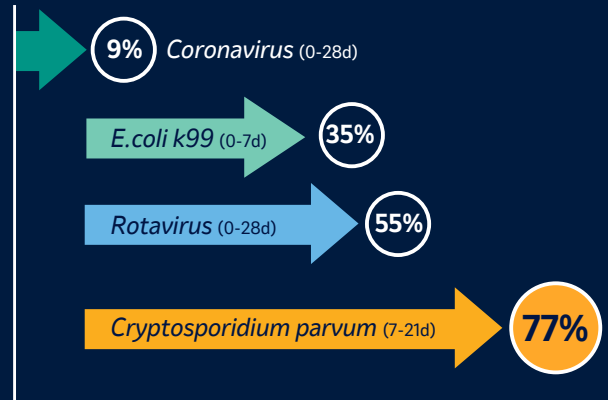 9% Coronavirus (0-28d)
E.coli k99 (0-7d) 35%
Rotavirus (0-28d) 55%
Cryptosporidium parvum (7-21d) 77%